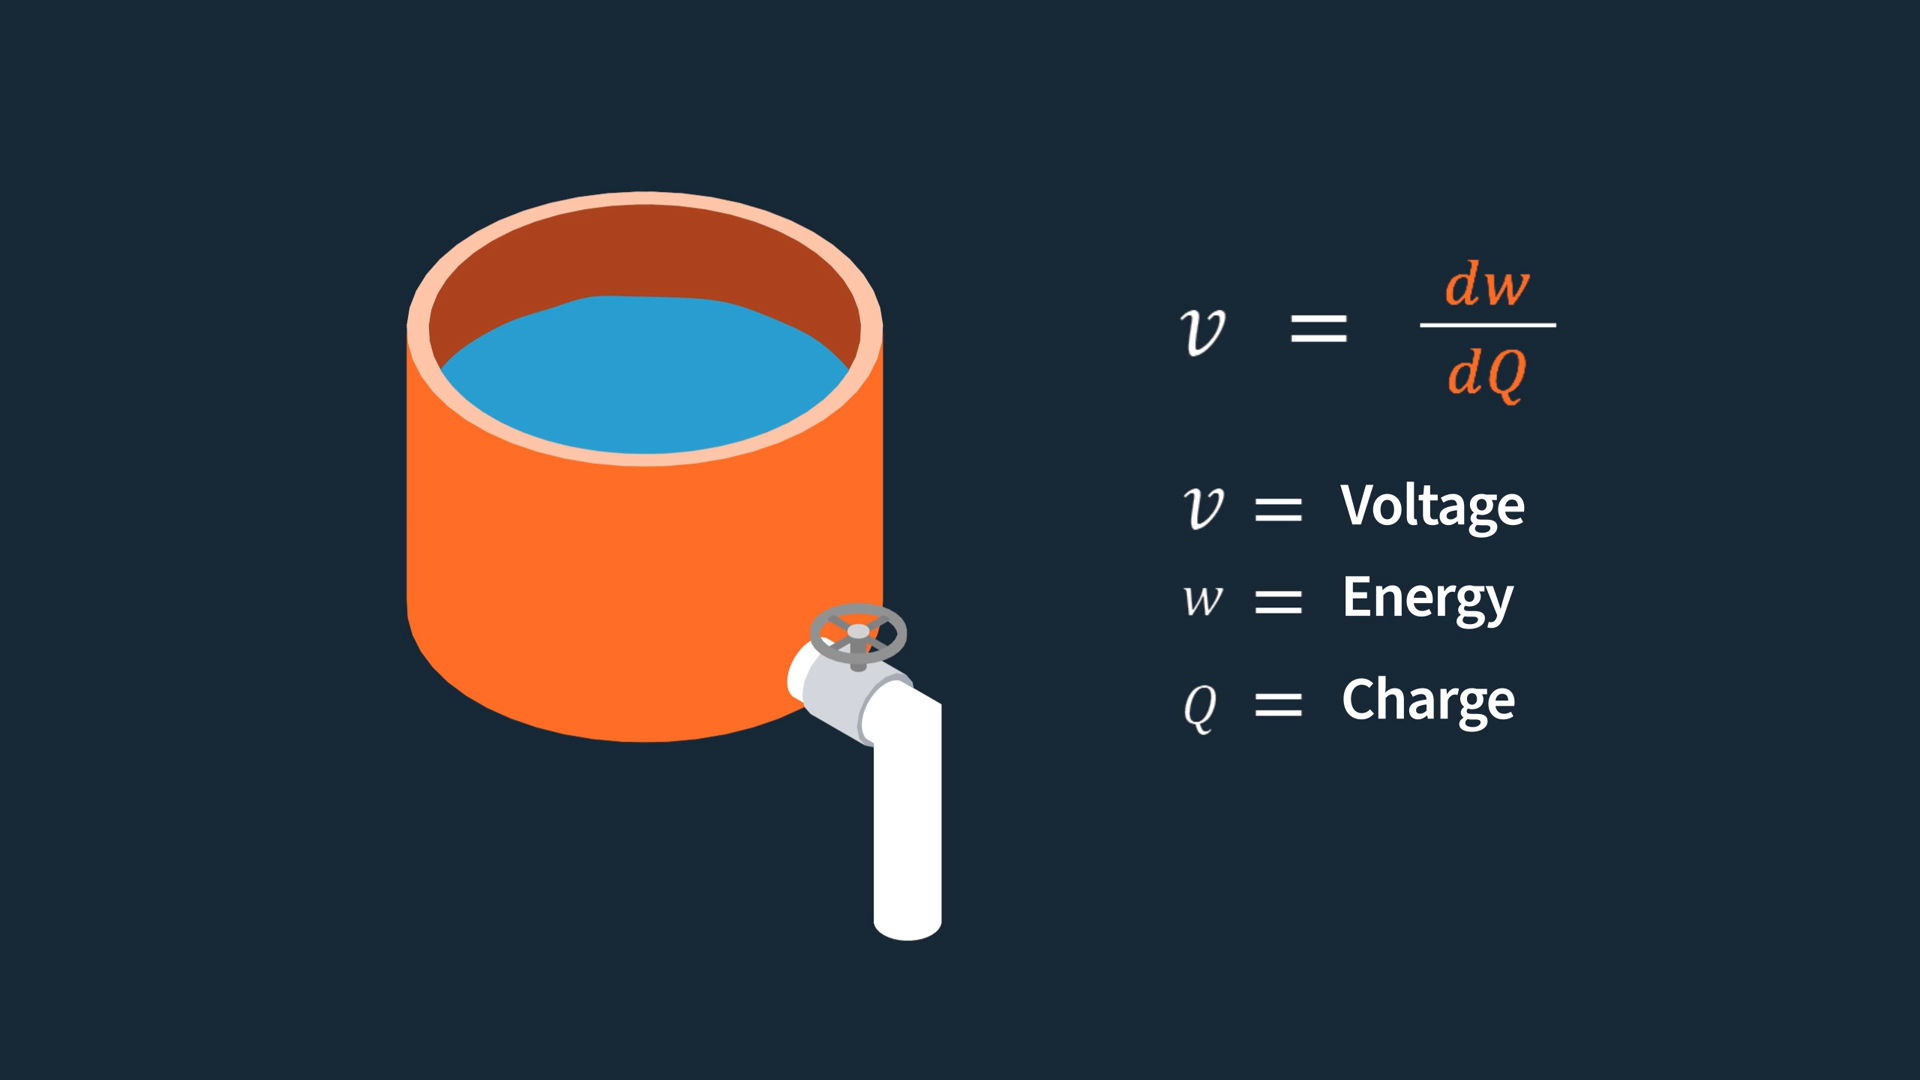 v = dw/dQ
v = Voltage
w = Energy
Q = Charge